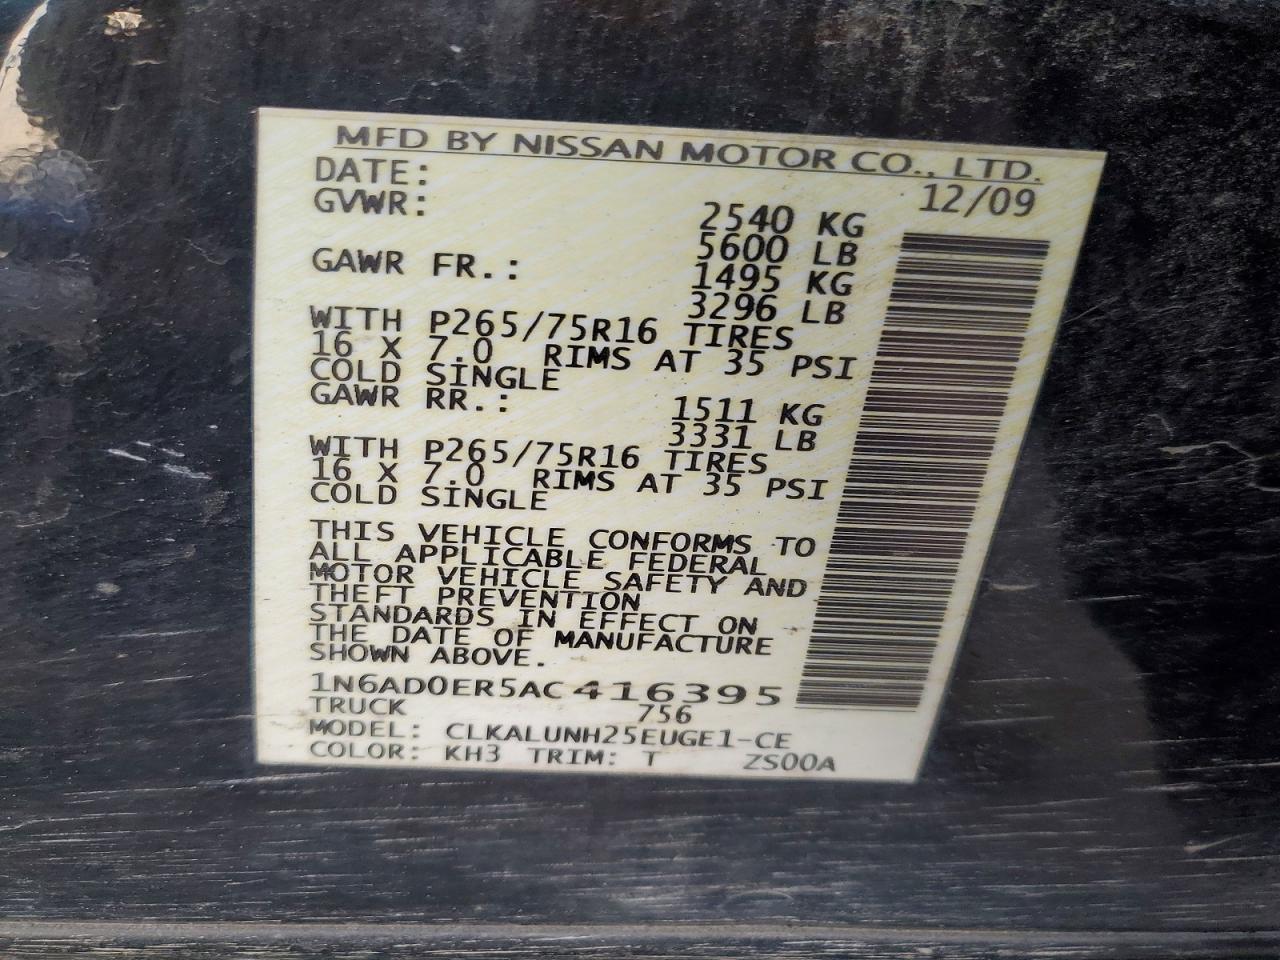 MFD BY NISSAN MOTOR CO., LTD.
DATE: 12/09
GVWR: 2540 KG
5600 LB
GAWR FR.: 1495 KG
3296 LB
WITH P265/75R16 TIRES
16 X 7.0 RIMS AT 35 PSI
COLD SINGLE
GAWR RR.: 1511 KG
3331 LB
WITH P265/75R16 TIRES
16 X 7.0 RIMS AT 35 PSI
COLD SINGLE
THIS VEHICLE CONFORMS TO
ALL APPLICABLE FEDERAL
MOTOR VEHICLE SAFETY AND
THEFT PREVENTION
STANDARDS IN EFFECT ON
THE DATE OF MANUFACTURE
SHOWN ABOVE.
1N6AD0ER5AC416395
TRUCK 756
MODEL: CLKALUNH25EUGE1-CE
COLOR: KH3 TRIM: T ZS00A